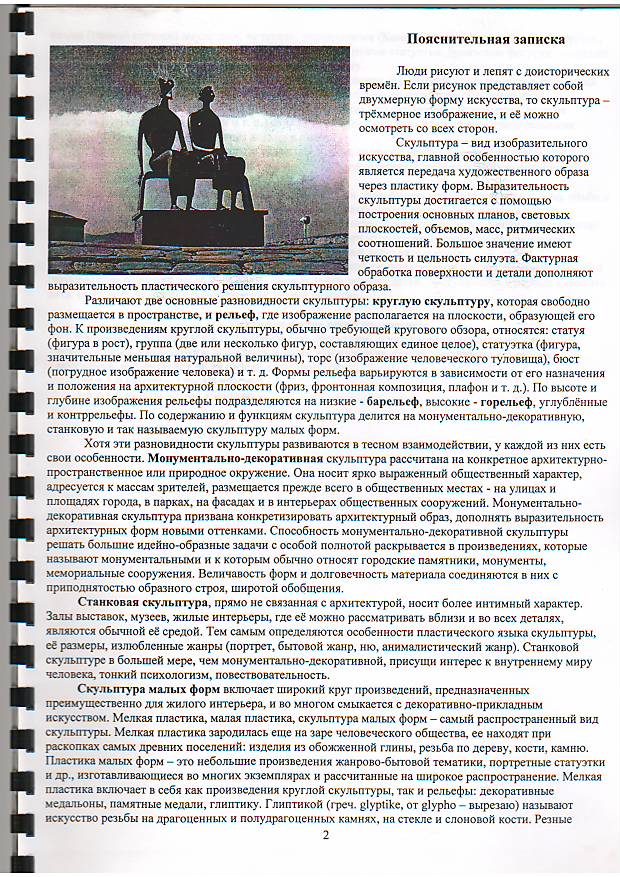 Пояснительная записка
Люди рисуют и лепят с доисторических
времён. Если рисунок представляет собой
двухмерную форму искусства, то скульптура –
трёхмерное изображение, и её можно
осмотреть со всех сторон.
Скульптура – вид изобразительного
искусства, главной особенностью которого
является передача художественного образа
через пластику форм. Выразительность
скульптуры достигается с помощью
построения основных планов, световых
плоскостей, объемов, масс, ритмических
соотношений. Большое значение имеют
четкость и цельность силуэта. Фактурная
обработка поверхности и детали дополняют
выразительность пластического решения скульптурного образа.
Различают две основные разновидности скульптуры: круглую скульптуру, которая свободно
размещается в пространстве, и рельеф, где изображение располагается на плоскости, образующей его
фон. К произведениям круглой скульптуры, обычно требующей кругового обзора, относятся: статуя
(фигура в рост), группа (две или несколько фигур, составляющих единое целое), статуэтка (фигура,
значительные меньшая натуральной величины), торс (изображение человеческого туловища), бюст
(погрудное изображение человека) и т. д. Формы рельефа варьируются в зависимости от его назначения
и положения на архитектурной плоскости (фриз, фронтонная композиция, плафон и т. д.). По высоте и
глубине изображения рельефы подразделяются на низкие - барельеф, высокие - горельеф, углублённые
и контррельефы. По содержанию и функциям скульптура делится на монументально-декоративную,
станковую и так называемую скульптуру малых форм.
Хотя эти разновидности скульптуры развиваются в тесном взаимодействии, у каждой из них есть
свои особенности. Монументально-декоративная скульптура рассчитана на конкретное архитектурно-
пространственное или природное окружение. Она носит ярко выраженный общественный характер,
адресуется к массам зрителей, размещается прежде всего в общественных местах - на улицах и
площадях города, в парках, на фасадах и в интерьерах общественных сооружений. Монументально-
декоративная скульптура призвана конкретизировать архитектурный образ, дополнять выразительность
архитектурных форм новыми оттенками. Способность монументально-декоративной скульптуры
решать большие идейно-образные задачи с особой полнотой раскрывается в произведениях, которые
называют монументальными и к которым обычно относят городские памятники, монументы,
мемориальные сооружения. Величавость форм и долговечность материала соединяются в них с
приподнятостью образного строя, широтой обобщения.
Станковая скульптура, прямо не связанная с архитектурой, носит более интимный характер.
Залы выставок, музеев, жилые интерьеры, где её можно рассматривать вблизи и во всех деталях,
являются обычной её средой. Тем самым определяются особенности пластического языка скульптуры,
её размеры, излюбленные жанры (портрет, бытовой жанр, ню, анималистический жанр). Станковой
скульптуре в большей мере, чем монументально-декоративной, присущи интерес к внутреннему миру
человека, тонкий психологизм, повествовательность.
Скульптура малых форм включает широкий круг произведений, предназначенных
преимущественно для жилого интерьера, и во многом смыкается с декоративно-прикладным
искусством. Мелкая пластика, малая пластика, скульптура малых форм – самый распространенный вид
скульптуры. Мелкая пластика зародилась еще на заре человеческого общества, ее находят при
раскопках самых древних поселений: изделия из обожженной глины, резьба по дереву, кости, камню.
Пластика малых форм – это небольшие произведения жанрово-бытовой тематики, портретные статуэтки
и др., изготавливающиеся во многих экземплярах и рассчитанные на широкое распространение. Мелкая
пластика включает в себя как произведения круглой скульптуры, так и рельефы: декоративные
медальоны, памятные медали, глиптику. Глиптикой (греч. glyptike, от glypho – вырезаю) называют
искусство резьбы на драгоценных и полудрагоценных камнях, на стекле и слоновой кости. Резные
2